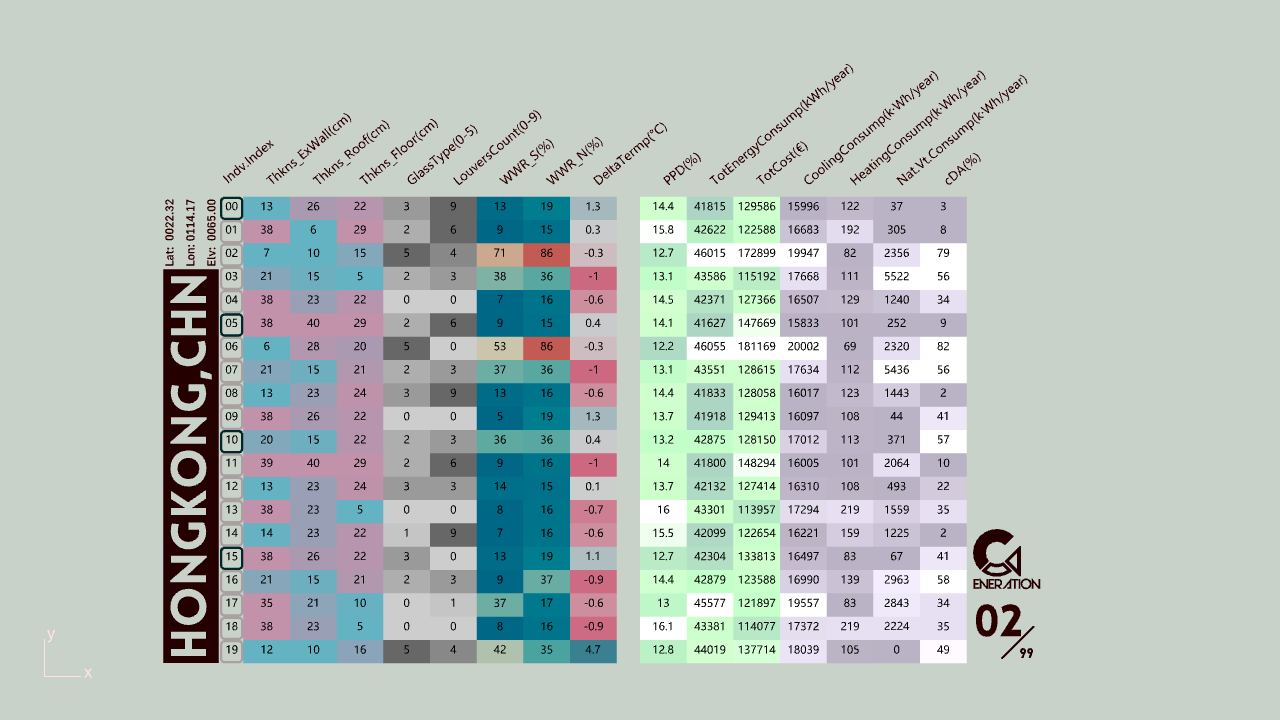 Indv.Index Thkns_ExWall(cm) Thkns_Roof(cm) Thkns_Floor(cm) GlassType(0-5) LouversCount(0-9) WWR_S(%) WWR_N(%) DeltaTermp(°C) PPD(%) TotEnergyConsump(kWh/year) TotCost(€) CoolingConsump(k·Wh/year) HeatingConsump(k·Wh/year) Nat.Vt.Consump(k·Wh/year) cDA(%)
Lat: 0022.32
Lon: 0114.17
Elv: 0065.00
HONGKONG,CHN
00 13 26 22 3 9 13 19 1.3 14.4 41815 129586 15996 122 37 3
01 38 6 29 2 6 9 15 0.3 15.8 42622 122588 16683 192 305 8
02 7 10 15 5 4 71 86 -0.3 12.7 46015 172899 19947 82 2356 79
03 21 15 5 2 3 38 36 -1 13.1 43586 115192 17668 111 5522 56
04 38 23 22 0 0 7 16 -0.6 14.5 42371 127366 16507 129 1240 34
05 38 40 29 2 6 9 15 0.4 14.1 41627 147669 15833 101 252 9
06 6 28 20 5 0 53 86 -0.3 12.2 46055 181169 20002 69 2320 82
07 21 15 21 2 3 37 36 -1 13.1 43551 128615 17634 112 5436 56
08 13 23 24 3 9 13 16 -0.6 14.4 41833 128058 16017 123 1443 2
09 38 26 22 0 0 5 19 1.3 13.7 41918 129413 16097 108 44 41
10 20 15 22 2 3 36 36 0.4 13.2 42875 128150 17012 113 371 57
11 39 40 29 2 6 9 16 -1 14 41800 148294 16005 101 2064 10
12 13 23 24 3 3 14 15 0.1 13.7 42132 127414 16310 108 493 22
13 38 23 5 0 0 8 16 -0.7 16 43301 113957 17294 219 1559 35
14 14 23 22 1 9 7 16 -0.6 15.5 42099 122654 16221 159 1225 2
15 38 26 22 3 0 13 19 1.1 12.7 42304 133813 16497 83 67 41
16 21 15 21 2 3 9 37 -0.9 14.4 42879 123588 16990 139 2963 58
17 35 21 10 0 1 37 17 -0.6 13 45577 121897 19557 83 2843 34
18 38 23 5 0 0 8 16 -0.9 16.1 43381 114077 17372 219 2224 35
19 12 10 16 5 4 42 35 4.7 12.8 44019 137714 18039 105 0 49
GENERATION
02/99
y
x